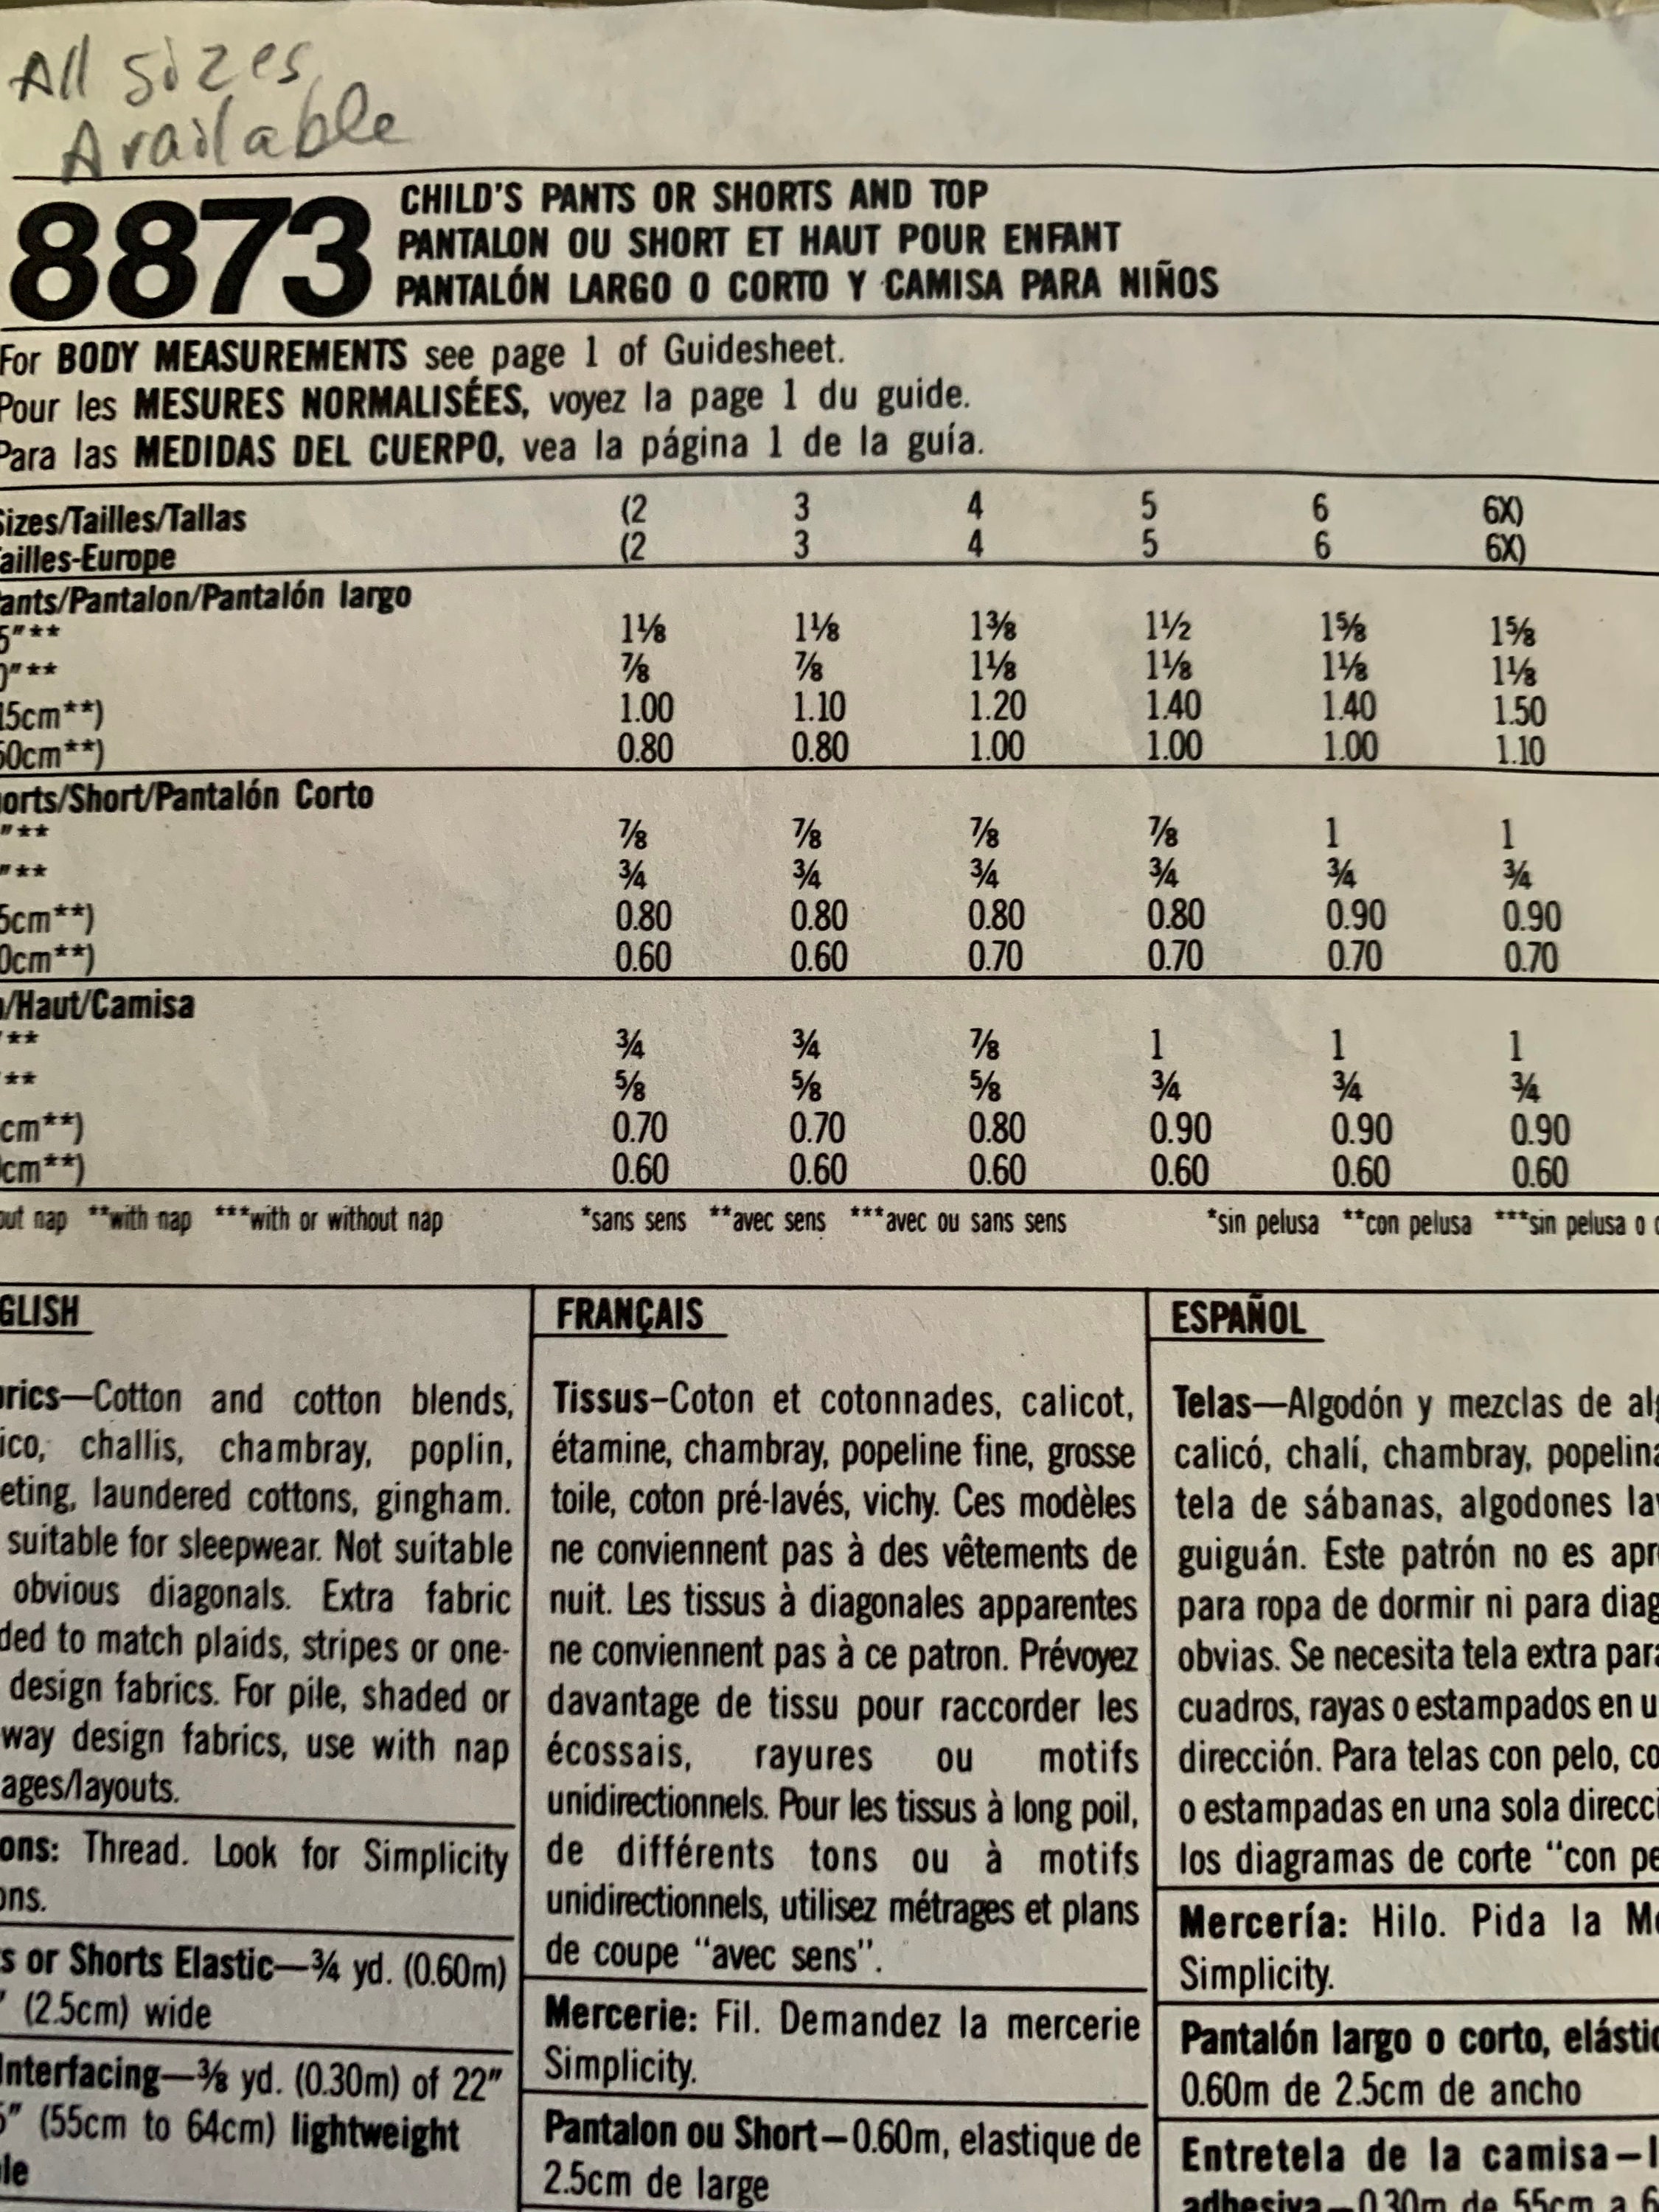 All sizes
Available
8873
CHILD'S PANTS OR SHORTS AND TOP
PANTALON OU SHORT ET HAUT POUR ENFANT
PANTALÓN LARGO O CORTO Y CAMISA PARA NIÑOS
For BODY MEASUREMENTS see page 1 of Guidesheet.
Pour les MESURES NORMALISÉES, voyez la page 1 du guide.
Para las MEDIDAS DEL CUERPO, vea la página 1 de la guía.
Sizes/Tailles/Tallas (2 3 4 5 6 6X)
ailles-Europe (2 3 4 5 6 6X)
ants/Pantalon/Pantalón largo
5"** 1⅛ 1⅛ 1⅜ 1½ 1⅝ 1⅝
0"** ⅞ ⅞ 1⅛ 1⅛ 1⅛ 1⅛
15cm**) 1.00 1.10 1.20 1.40 1.40 1.50
50cm**) 0.80 0.80 1.00 1.00 1.00 1.10
orts/Short/Pantalón Corto
"** ⅞ ⅞ ⅞ ⅞ 1 1
"** ¾ ¾ ¾ ¾ ¾ ¾
5cm**) 0.80 0.80 0.80 0.80 0.90 0.90
0cm**) 0.60 0.60 0.70 0.70 0.70 0.70
/Haut/Camisa
** ¾ ¾ ⅞ 1 1 1
** ⅝ ⅝ ⅝ ¾ ¾ ¾
cm**) 0.70 0.70 0.80 0.90 0.90 0.90
cm**) 0.60 0.60 0.60 0.60 0.60 0.60
out nap **with nap ***with or without nap *sans sens **avec sens ***avec ou sans sens *sin pelusa **con pelusa ***sin pelusa o
GLISH
rics—Cotton and cotton blends,
ico, challis, chambray, poplin,
eting, laundered cottons, gingham.
suitable for sleepwear. Not suitable
obvious diagonals. Extra fabric
ded to match plaids, stripes or one-
design fabrics. For pile, shaded or
way design fabrics, use with nap
ages/layouts.
ons: Thread. Look for Simplicity
ons.
s or Shorts Elastic—¾ yd. (0.60m)
" (2.5cm) wide
Interfacing—⅜ yd. (0.30m) of 22"
5" (55cm to 64cm) lightweight
le
FRANÇAIS
Tissus–Coton et cotonnades, calicot,
étamine, chambray, popeline fine, grosse
toile, coton pré-lavés, vichy. Ces modèles
ne conviennent pas à des vêtements de
nuit. Les tissus à diagonales apparentes
ne conviennent pas à ce patron. Prévoyez
davantage de tissu pour raccorder les
écossais, rayures ou motifs
unidirectionnels. Pour les tissus à long poil,
de différents tons ou à motifs
unidirectionnels, utilisez métrages et plans
de coupe "avec sens".
Mercerie: Fil. Demandez la mercerie
Simplicity.
Pantalon ou Short—0.60m, elastique de
2.5cm de large
ESPAÑOL
Telas—Algodón y mezclas de alg
calicó, chalí, chambray, popelina
tela de sábanas, algodones la
guiguán. Este patrón no es apr
para ropa de dormir ni para diag
obvias. Se necesita tela extra para
cuadros, rayas o estampados en u
dirección. Para telas con pelo, co
o estampadas en una sola direcci
los diagramas de corte "con pe
Mercería: Hilo. Pida la Me
Simplicity.
Pantalón largo o corto, elástic
0.60m de 2.5cm de ancho
Entretela de la camisa—
adhesiva—0.30m de 55cm a 6